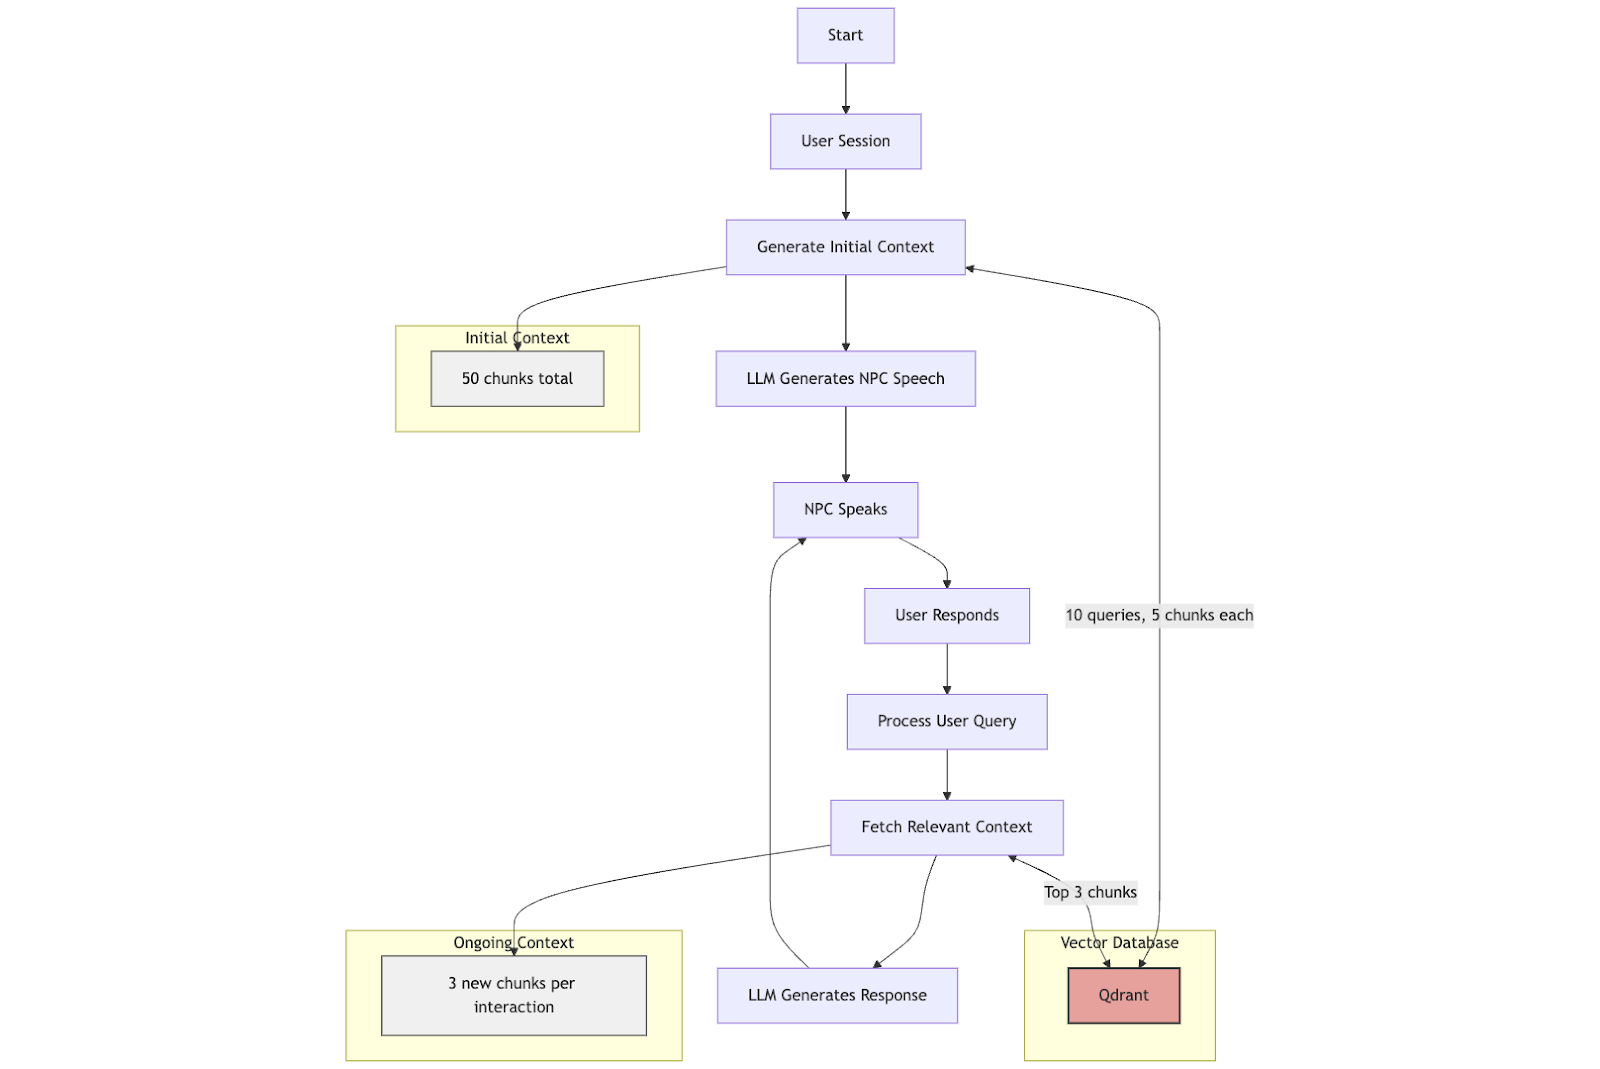 Start
User Session
Generate Initial Context
Initial Context
50 chunks total
LLM Generates NPC Speech
NPC Speaks
User Responds
10 queries, 5 chunks each
Process User Query
Fetch Relevant Context
Top 3 chunks
Ongoing Context
3 new chunks per
interaction
LLM Generates Response
Vector Database
Qdrant